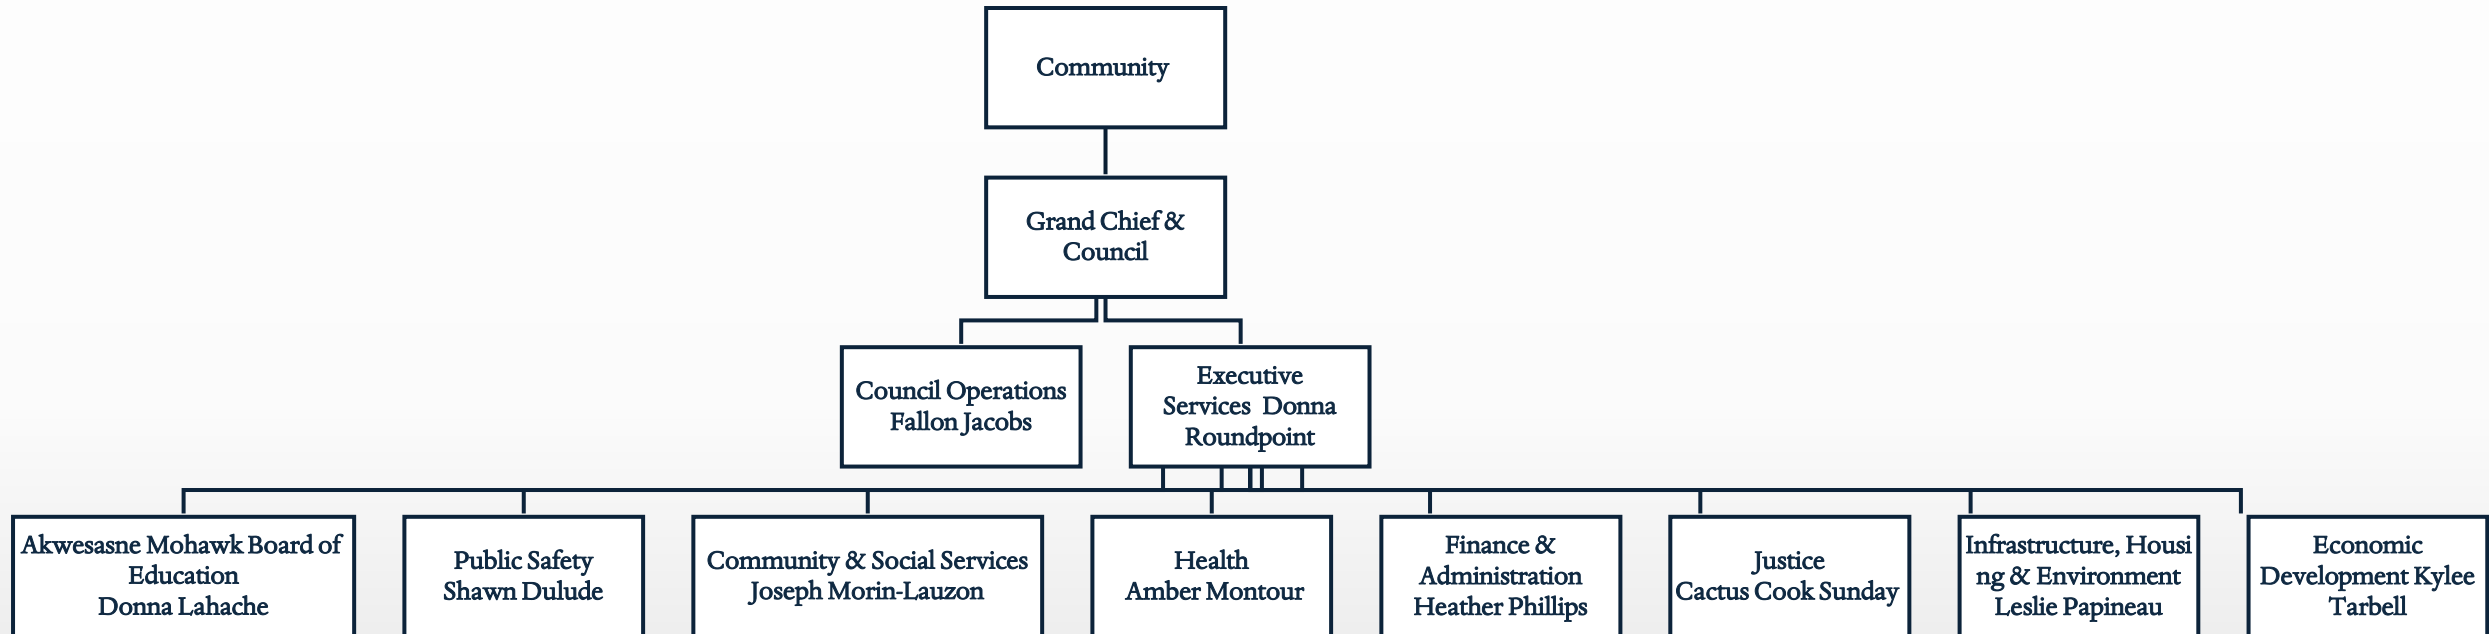 Community
Grand Chief &
Council
Council Operations
Fallon Jacobs
Executive
Services Donna
Roundpoint
Akwesasne Mohawk Board of
Education
Donna Lahache
Public Safety
Shawn Dulude
Community & Social Services
Joseph Morin-Lauzon
Health
Amber Montour
Finance &
Administration
Heather Phillips
Justice
Cactus Cook Sunday
Infrastructure, Housi
ng & Environment
Leslie Papineau
Economic
Development Kylee
Tarbell